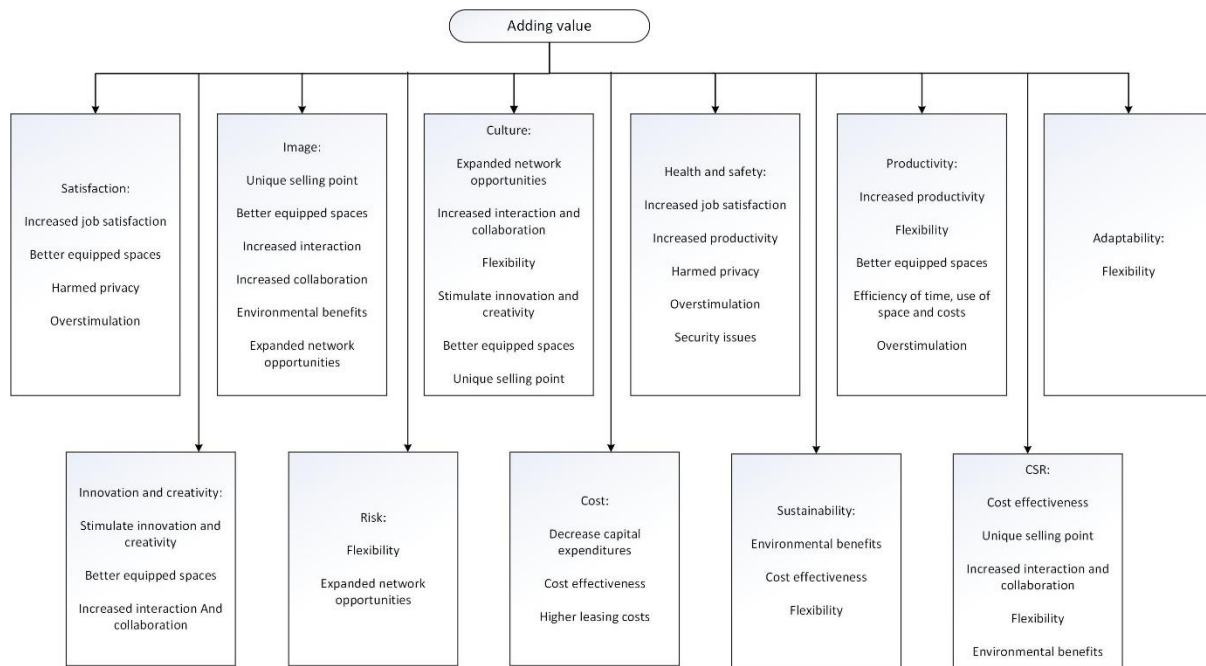 Adding value
Satisfaction:
Increased job satisfaction
Better equipped spaces
Harmed privacy
Overstimulation
Image:
Unique selling point
Better equipped spaces
Increased interaction
Increased collaboration
Environmental benefits
Expanded network
opportunities
Culture:
Expanded network
opportunities
Increased interaction and
collaboration
Flexibility
Stimulate innovation and
creativity
Better equipped spaces
Unique selling point
Health and safety:
Increased job satisfaction
Increased productivity
Harmed privacy
Overstimulation
Security issues
Productivity:
Increased productivity
Flexibility
Better equipped spaces
Efficiency of time, use of
space and costs
Overstimulation
Adaptability:
Flexibility
Innovation and creativity:
Stimulate innovation and
creativity
Better equipped spaces
Increased interaction And
collaboration
Risk:
Flexibility
Expanded network
opportunities
Cost:
Decrease capital
expenditures
Cost effectiveness
Higher leasing costs
Sustainability:
Environmental benefits
Cost effectiveness
Flexibility
CSR:
Cost effectiveness
Unique selling point
Increased interaction and
collaboration
Flexibility
Environmental benefits